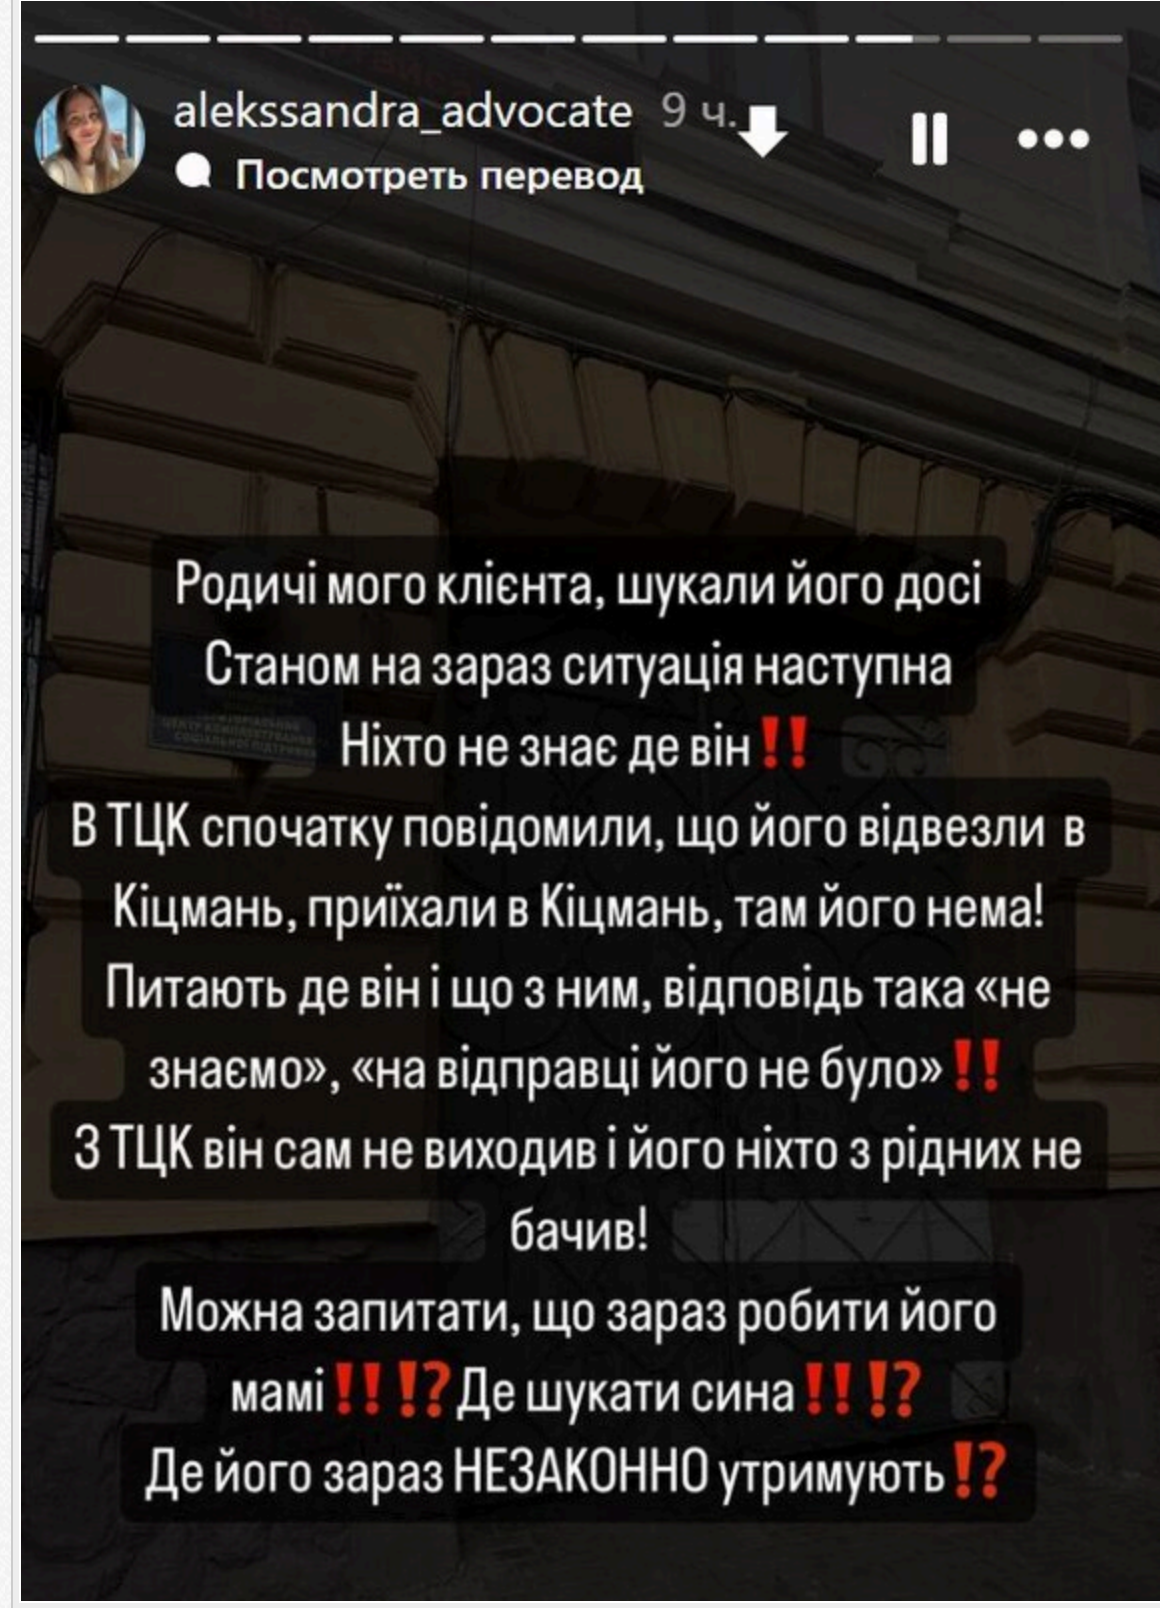 alekssandra_advocate 9 ч.
Посмотреть перевод
Родичі мого клієнта, шукали його досі
Станом на зараз ситуація наступна
Ніхто не знає де він‼️
В ТЦК спочатку повідомили, що його відвезли в
Кіцмань, приїхали в Кіцмань, там його нема!
Питають де він і що з ним, відповідь така «не
знаємо», «на відправці його не було»‼️
З ТЦК він сам не виходив і його ніхто з рідних не
бачив!
Можна запитати, що зараз робити його
мамі‼️⁉️Де шукати сина‼️⁉️
Де його зараз НЕЗАКОННО утримують⁉️